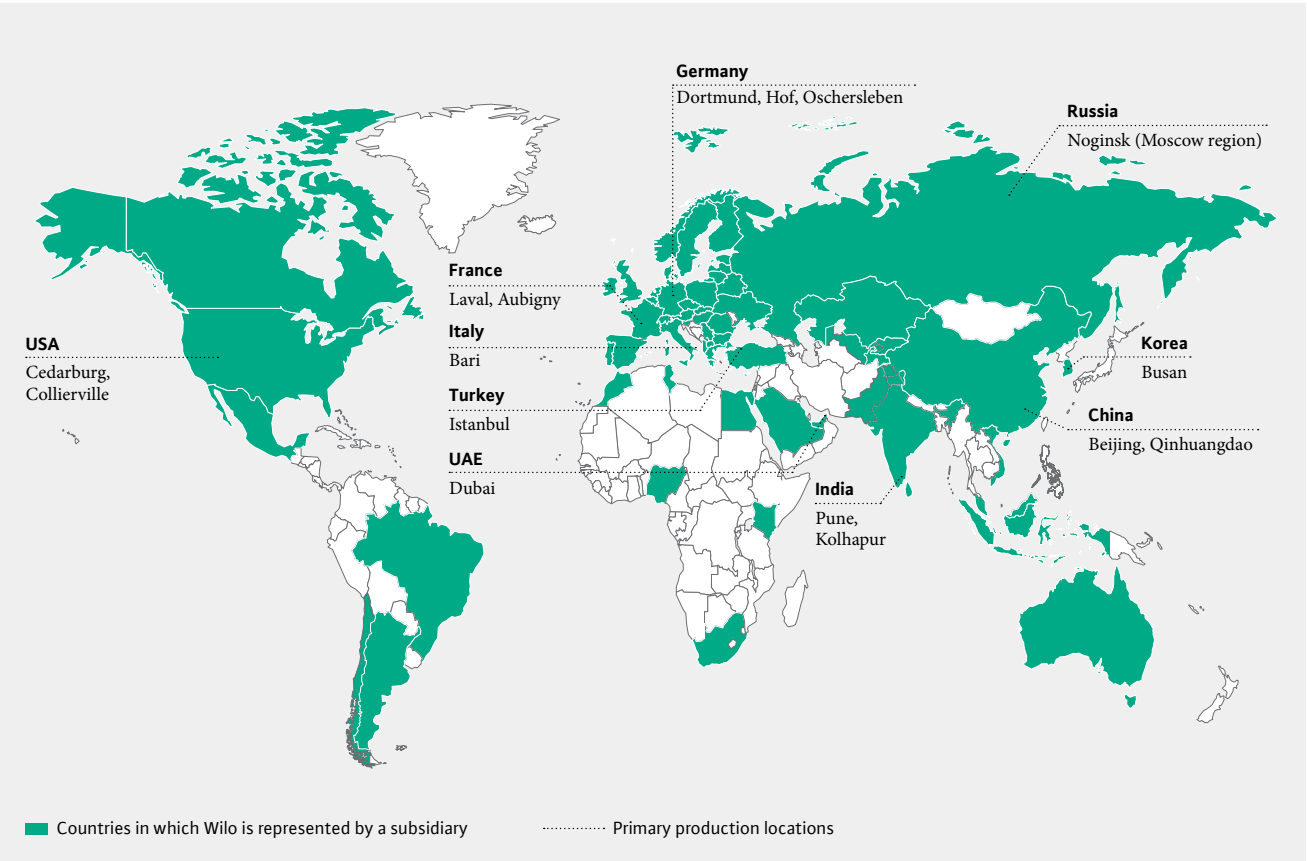 Germany
Dortmund, Hof, Oschersleben
Russia
Noginsk (Moscow region)
France
Laval, Aubigny
Italy
Bari
USA
Cedarburg,
Collierville
Korea
Busan
Turkey
Istanbul
China
Beijing, Qinhuangdao
UAE
Dubai
India
Pune,
Kolhapur
Countries in which Wilo is represented by a subsidiary
Primary production locations